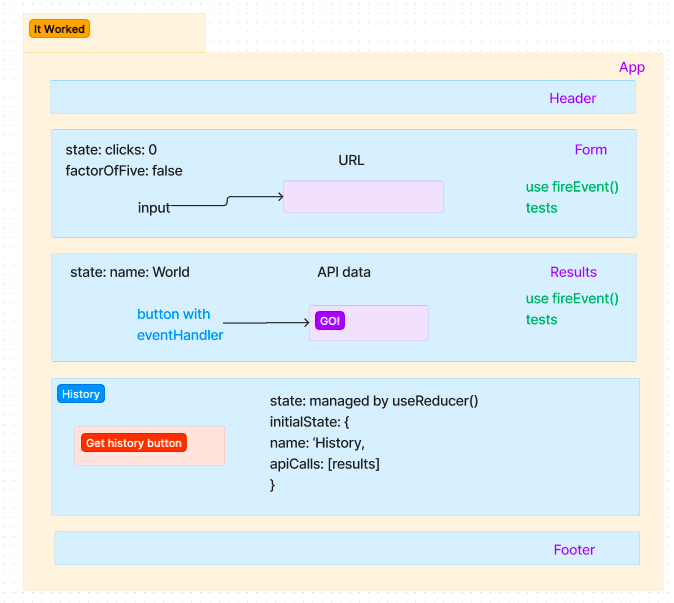 It Worked
App
Header
state: clicks: 0
factorOfFive: false
URL
Form
input
use fireEvent()
tests
state: name: World
API data
Results
button with
eventHandler
GO!
use fireEvent()
tests
History
Get history button
state: managed by useReducer()
initialState: {
name: ‘History,
apiCalls: [results]
}
Footer